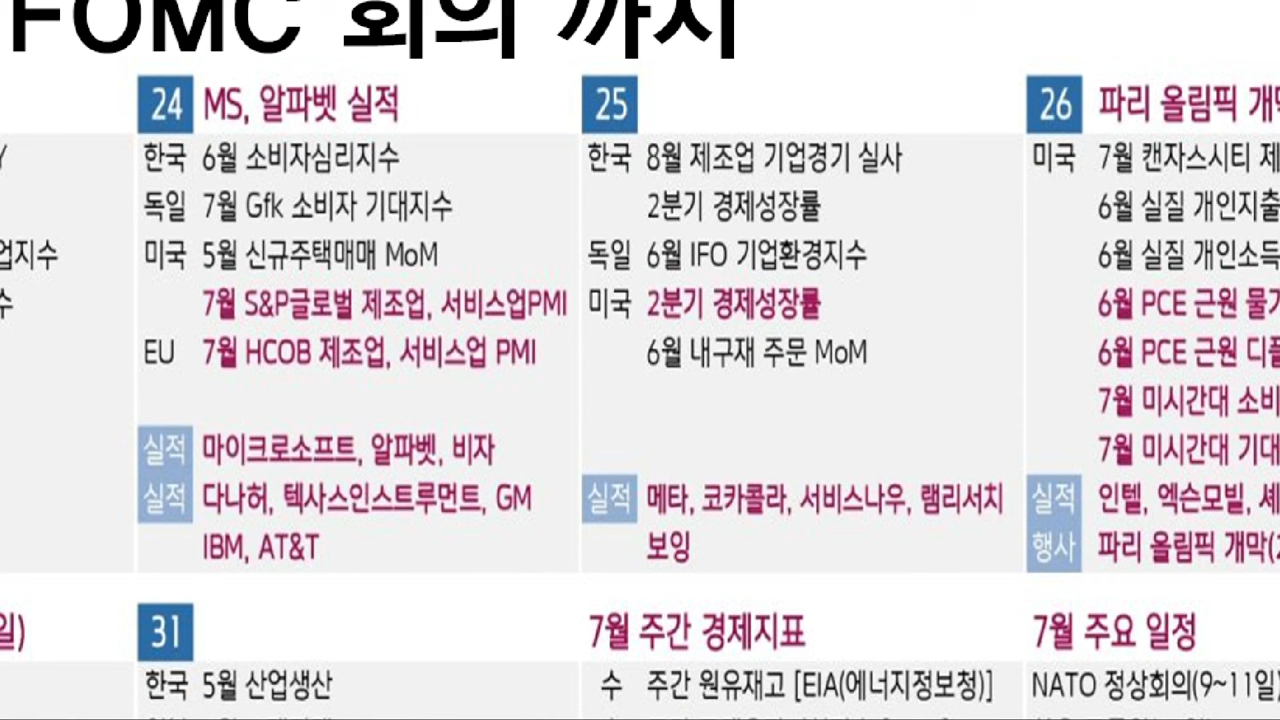 FOMC 회의 까지
24 MS, 알파벳 실적
한국 6월 소비자심리지수
독일 7월 Gfk 소비자 기대지수
미국 5월 신규주택매매 MoM
7월 S&P글로벌 제조업, 서비스업PMI
EU 7월 HCOB 제조업, 서비스업 PMI
실적 마이크로소프트, 알파벳, 비자
실적 다나허, 텍사스인스트루먼트, GM
IBM, AT&T
25
한국 8월 제조업 기업경기 실사
2분기 경제성장률
독일 6월 IFO 기업환경지수
미국 2분기 경제성장률
6월 내구재 주문 MoM
실적 메타, 코카콜라, 서비스나우, 램리서치
보잉
26 파리 올림픽
미국 7월 캔자스시티
6월 실질 개인지출
6월 실질 개인소득
6월 PCE 근원
6월 PCE 근원
7월 미시간대
7월 미시간대
실적 인텔, 엑슨모빌,
행사 파리 올림픽 개막(
일)
31
한국 5월 산업생산
7월 주간 경제지표
수 주간 원유재고 [EIA(에너지정보청)]
7월 주요 일정
NATO 정상회의(9~11일)